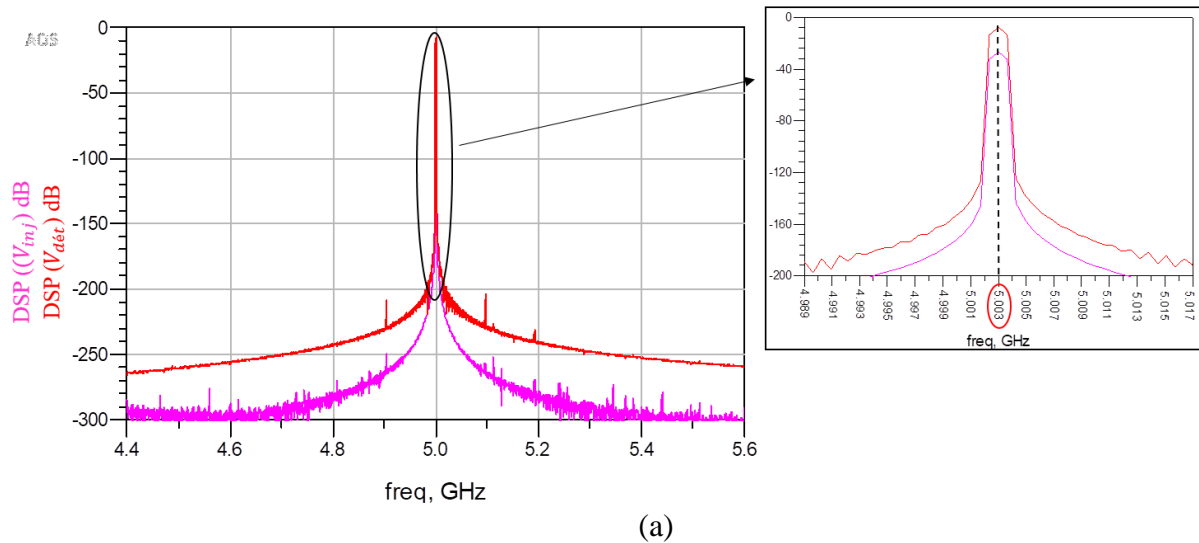 DSP ((V_inj) dB
DSP (V_dét) dB
0
-50
-100
-150
-200
-250
-300
4.4 4.6 4.8 5.0 5.2 5.4 5.6
freq, GHz
0
-40
-80
-120
-160
-200
4.989 4.991 4.993 4.995 4.997 4.999 5.001 5.003 5.005 5.007 5.009 5.011 5.013 5.015 5.017
freq, GHz
(a)